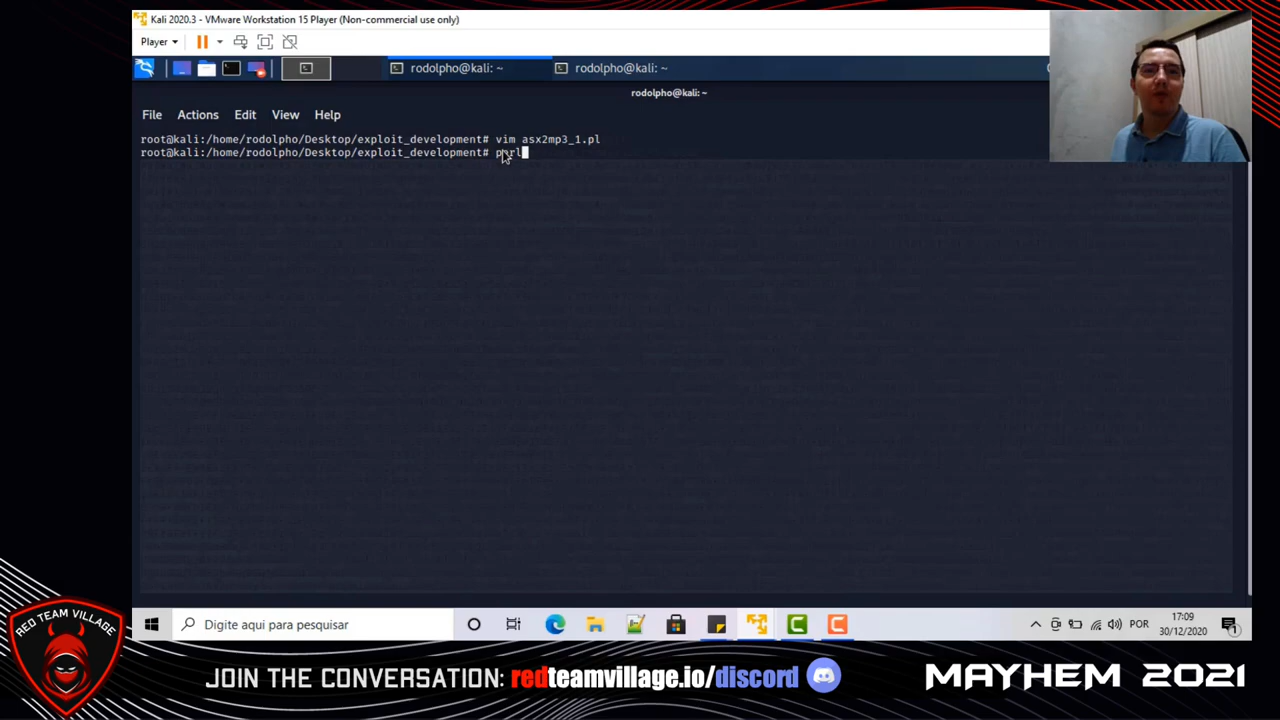 Kali 2020.3 - VMware Workstation 15 Player (Non-commercial use only)
Player
rodolpho@kali: ~
rodolpho@kali: ~
rodolpho@kali: ~
File Actions Edit View Help
root@kali:/home/rodolpho/Desktop/exploit_development# vim asx2mp3_1.pl
root@kali:/home/rodolpho/Desktop/exploit_development# perl
Digite aqui para pesquisar
POR
17:09
30/12/2020
1
RED TEAM VILLAGE
JOIN THE CONVERSATION: redteamvillage.io/discord
MAYHEM 2021